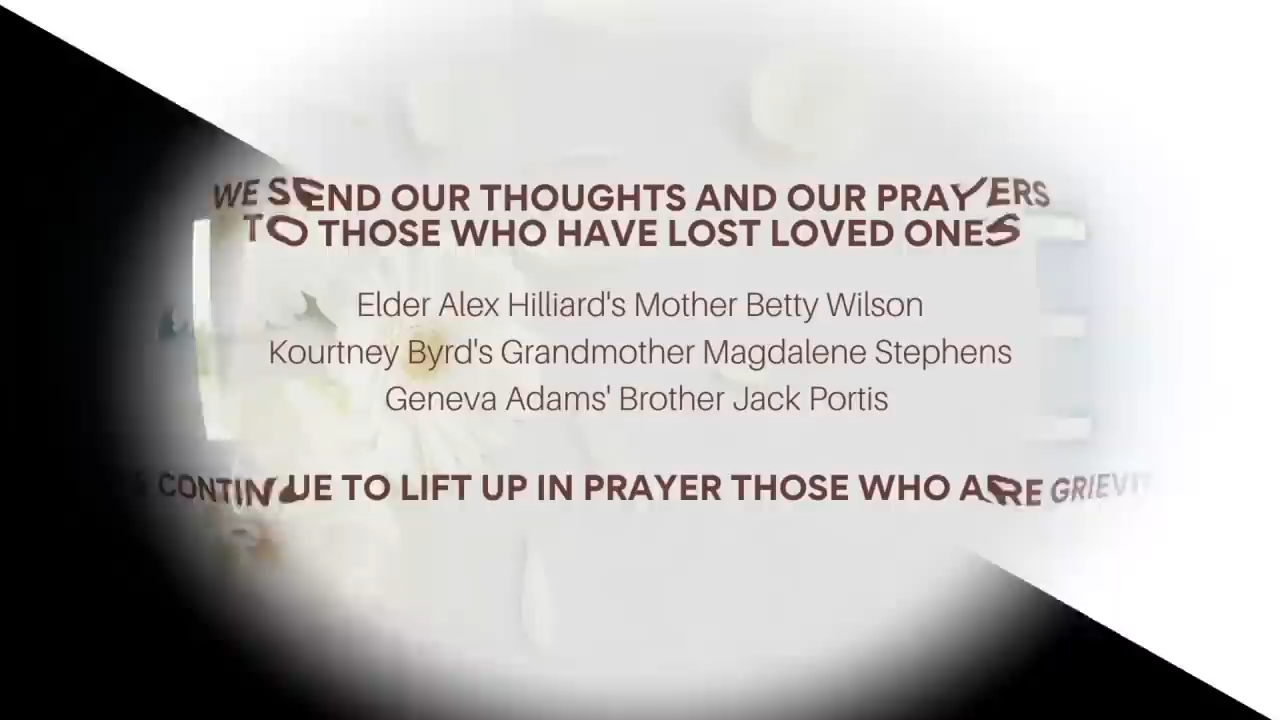 WE SEND OUR THOUGHTS AND OUR PRAYERS
TO THOSE WHO HAVE LOST LOVED ONES
Elder Alex Hilliard's Mother Betty Wilson
Kourtney Byrd's Grandmother Magdalene Stephens
Geneva Adams' Brother Jack Portis
CONTINUE TO LIFT UP IN PRAYER THOSE WHO ARE